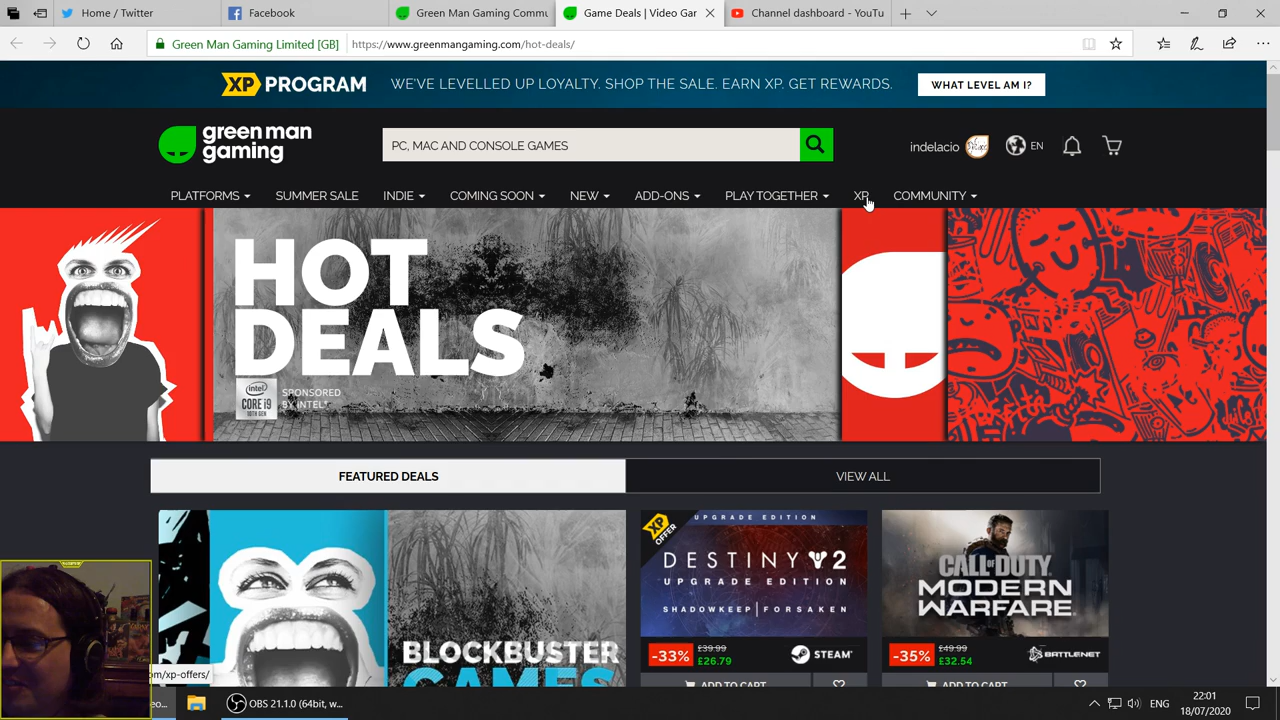 Home / Twitter
Facebook
Green Man Gaming Commu
Game Deals | Video Gar
Channel dashboard - YouTu
Green Man Gaming Limited [GB]
https://www.greenmangaming.com/hot-deals/
XP PROGRAM
WE'VE LEVELLED UP LOYALTY. SHOP THE SALE. EARN XP. GET REWARDS.
WHAT LEVEL AM I?
green man gaming
PC, MAC AND CONSOLE GAMES
indelacio
EN
PLATFORMS
SUMMER SALE
INDIE
COMING SOON
NEW
ADD-ONS
PLAY TOGETHER
XP
COMMUNITY
HOT
DEALS
intel
CORE i9
10TH GEN
SPONSORED
BY INTEL®
FEATURED DEALS
VIEW ALL
BLOCKBUSTER
GAMES
XP
OFFER
UPGRADE EDITION
DESTINY 2
UPGRADE EDITION
SHADOWKEEP | FORSAKEN
-33%
£39.99
£26.79
STEAM®
ADD TO CART
CALL OF DUTY
MODERN
WARFARE
-35%
£49.99
£32.54
BATTLE.NET
ADD TO CART
om/xp-offers/
eo...
OBS 21.1.0 (64bit, w...
ENG
22:01
18/07/2020